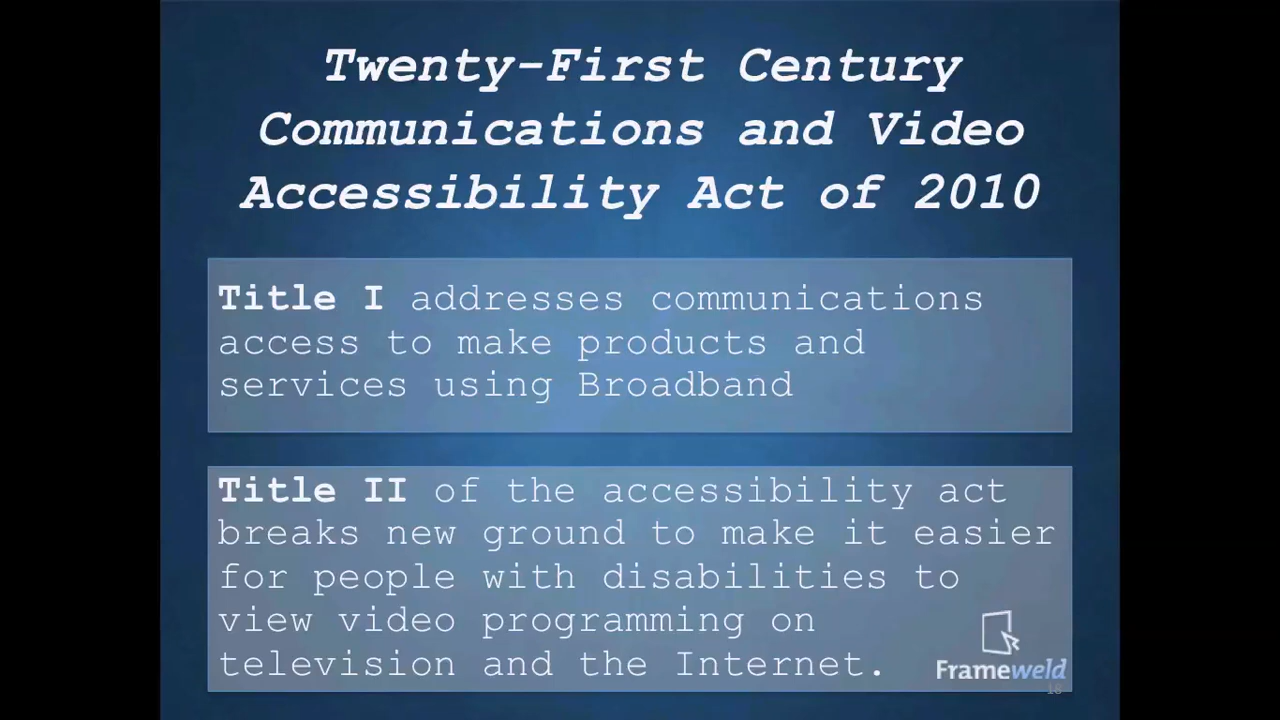 Twenty-First Century
Communications and Video
Accessibility Act of 2010
Title I addresses communications
access to make products and
services using Broadband
Title II of the accessibility act
breaks new ground to make it easier
for people with disabilities to
view video programming on
television and the Internet.
Frameweld
18